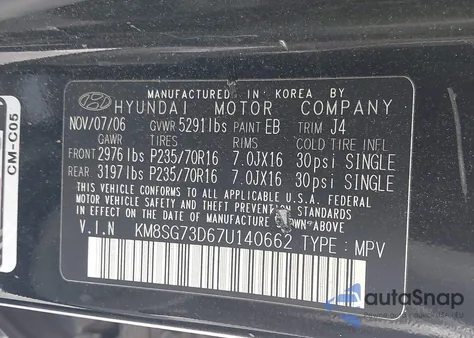 MANUFACTURED IN KOREA BY
HYUNDAI MOTOR COMPANY
NOV/07/06 GVWR 5291lbs PAINT EB TRIM J4
GAWR TIRES COLD TIRE INFL
FRONT 2976 lbs P235/70R16 7.0JX16 30psi SINGLE
REAR 3197 lbs P235/70R16 7.0JX16 30psi SINGLE
THIS VEHICLE CONFORMS TO ALL APPLICABLE U.S.A. FEDERAL
MOTOR VEHICLE SAFETY BUMPER, AND THEFT PREVENTION
STANDARDS IN EFFECT ON THE DATE OF
MANUFACTURE SHOWN ABOVE
V.I.N KM8SG73D67U140662 TYPE : MPV
CM-C05
autoSnap